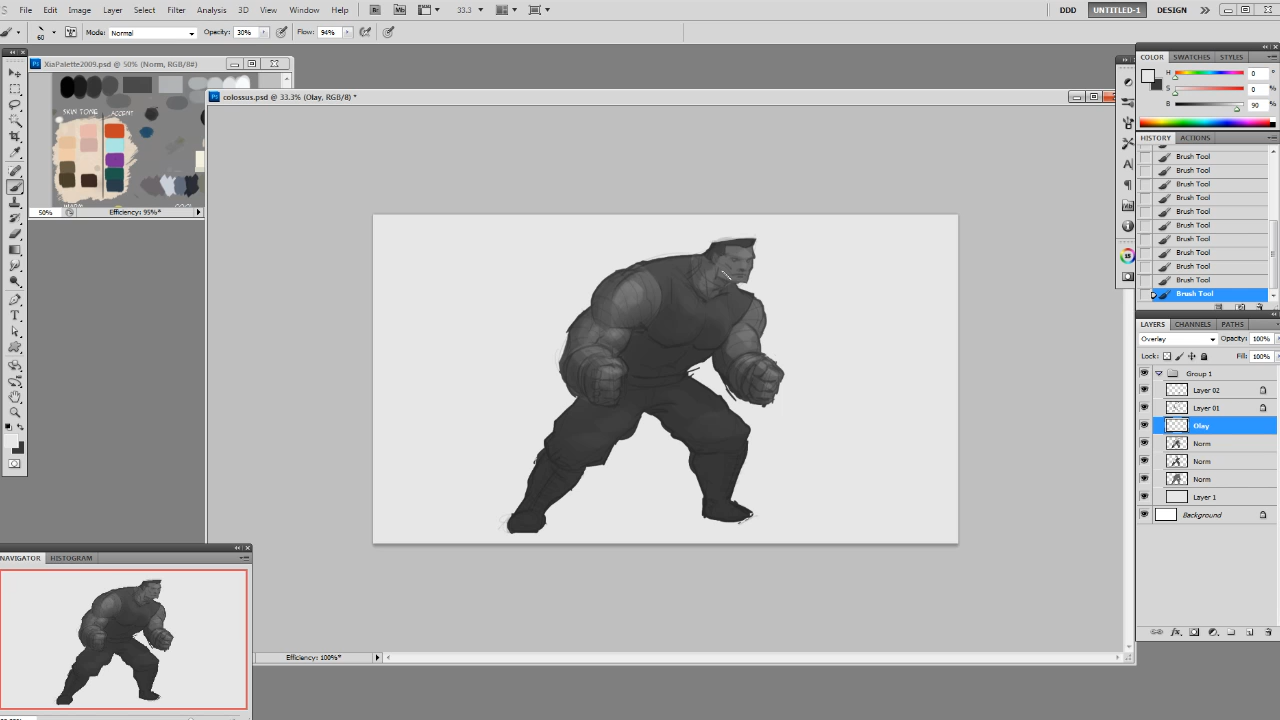 File Edit Image Layer Select Filter Analysis 3D View Window Help Br Mb 33.3 DDD UNTITLED-1 DESIGN
60 Mode: Normal Opacity: 30% Flow: 94%
XiaPalette2009.psd @ 50% (Norm, RGB/8#)
SKIN TONE ACCENT
50% Efficiency: 95%*
colossus.psd @ 33.3% (Olay, RGB/8) *
Efficiency: 100%*
NAVIGATOR HISTOGRAM
COLOR SWATCHES STYLES
H 0 °
S 0 %
B 90 %
HISTORY ACTIONS
Brush Tool
Brush Tool
Brush Tool
Brush Tool
Brush Tool
Brush Tool
Brush Tool
Brush Tool
Brush Tool
Brush Tool
Brush Tool
LAYERS CHANNELS PATHS
Overlay Opacity: 100%
Lock: Fill: 100%
Group 1
Layer 02
Layer 01
Olay
Norm
Norm
Norm
Layer 1
Background